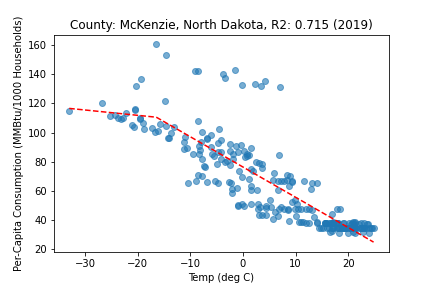 County: McKenzie, North Dakota, R2: 0.715 (2019)
Per-Capita Consumption (MMBtu/1000 Households)
160
140
120
100
80
60
40
20
−30 −20 −10 0 10 20
Temp (deg C)